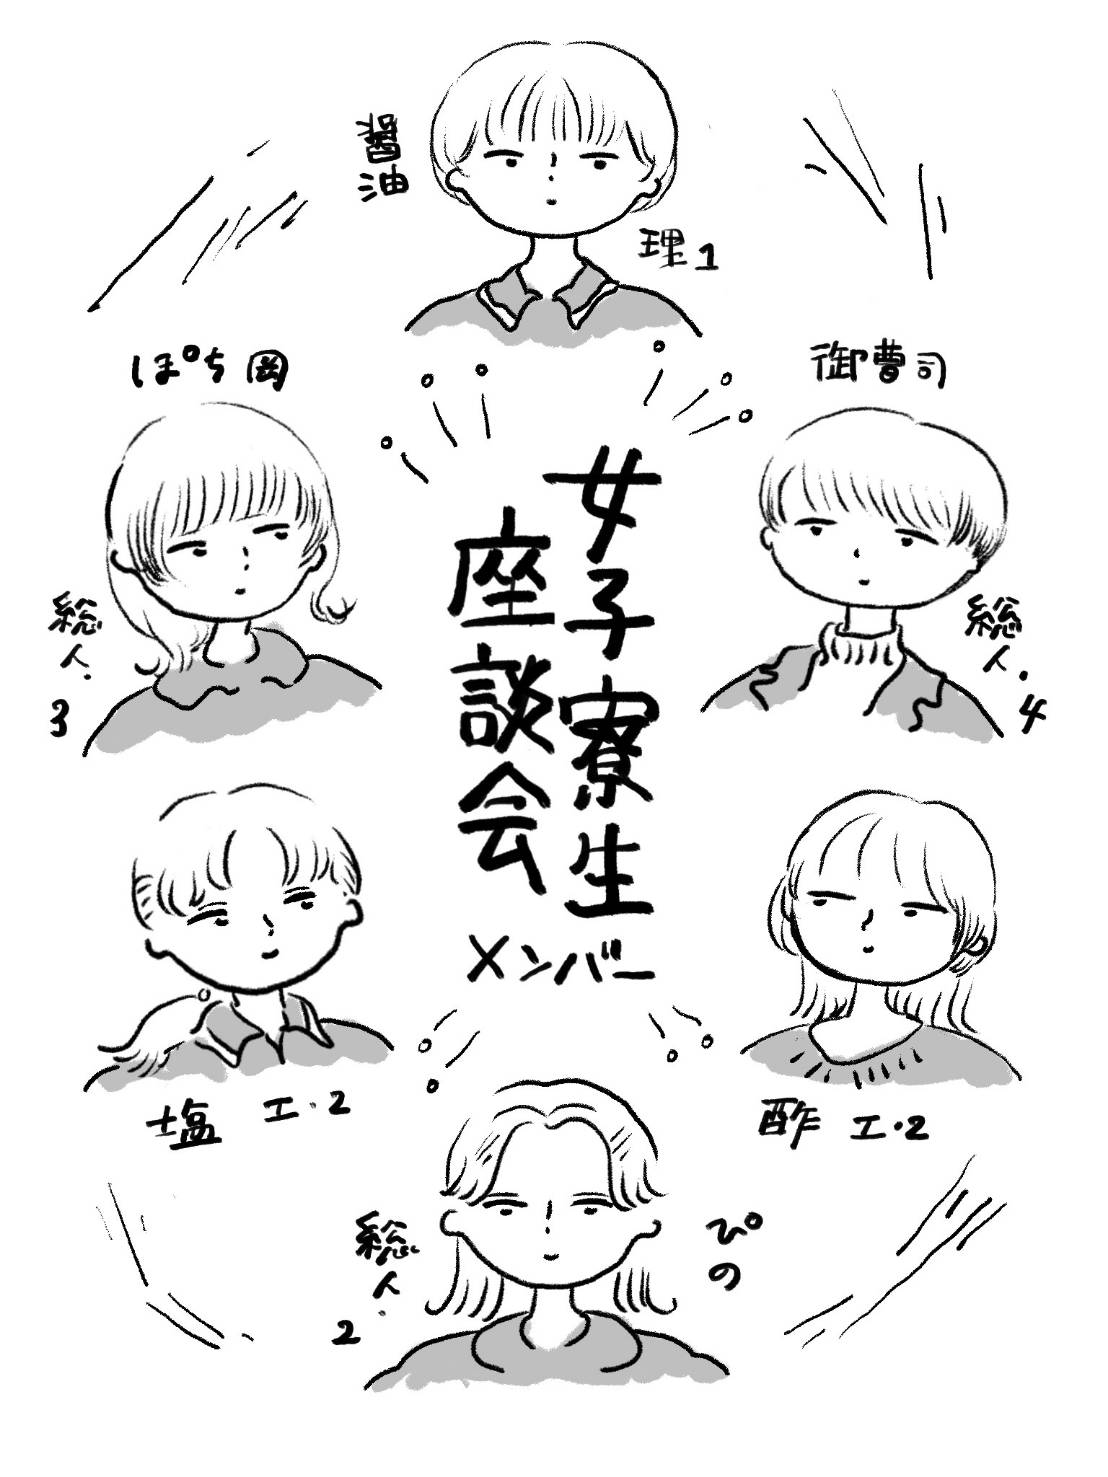 醤油
理1
ぽち岡
総人・3
御曹司
総人・4
女子寮生
座談会
メンバー
塩 工・2
酢 工・2
総人・2
ぴの